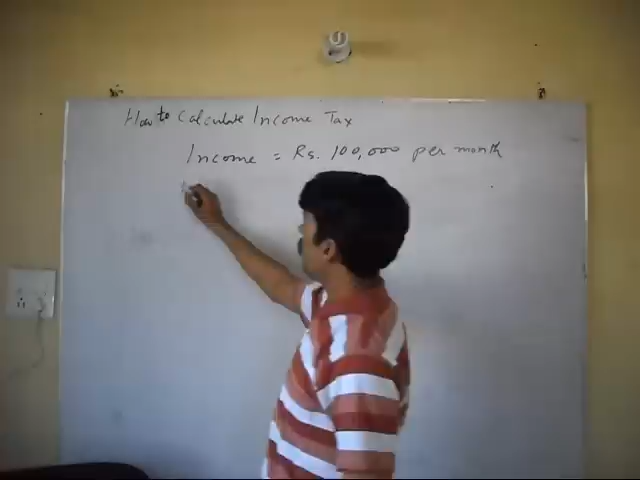 How to Calculate Income Tax
Income = Rs. 100,000 per month